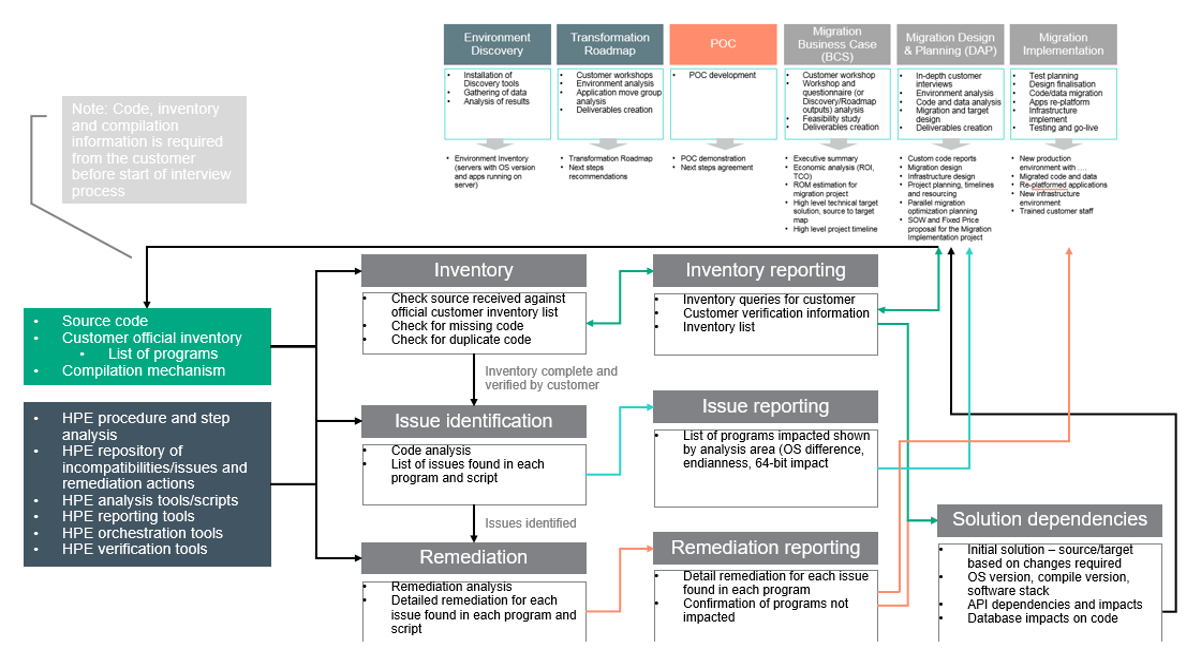 Environment
Discovery
Installation of
Discovery tools
Gathering of data
Analysis of results
Environment Inventory
(servers with OS version
and apps running on
server)
Transformation
Roadmap
Customer workshops
Environment analysis
Application move group
analysis
Deliverables creation
Transformation Roadmap
Next steps
recommendations
POC
POC development
POC demonstration
Next steps agreement
Migration
Business Case
(BCS)
Customer workshop
Workshop and
questionnaire (or
Discovery/Roadmap
outputs) analysis
Feasibility study
Deliverables creation
Executive summary
Economic analysis (ROI,
TCO)
ROM estimation for
migration project
High level technical target
solution, source to target
map
High level project timeline
Migration Design
& Planning (DAP)
In-depth customer
interviews
Environment analysis
Code and data analysis
Migration and target
design
Deliverables creation
Custom code reports
Migration design
Infrastructure design
Project planning, timelines
and resourcing
Parallel migration
optimization planning
SOW and Fixed Price
proposal for the Migration
Implementation project
Migration
Implementation
Test planning
Design finalisation
Code/data migration
Apps re-platform
Infrastructure
implement
Testing and go-live
New production
environment with ....
Migrated code and data
Re-platformed applications
New infrastructure
environment
Trained customer staff
Note: Code, inventory
and compilation
information is required
from the customer
before start of interview
process
Source code
Customer official inventory
List of programs
Compilation mechanism
HPE procedure and step
analysis
HPE repository of
incompatibilities/issues and
remediation actions
HPE analysis tools/scripts
HPE reporting tools
HPE orchestration tools
HPE verification tools
Inventory
Check source received against
official customer inventory list
Check for missing code
Check for duplicate code
Inventory complete and
verified by customer
Issue identification
Code analysis
List of issues found in each
program and script
Issues identified
Remediation
Remediation analysis
Detailed remediation for each
issue found in each program and
script
Inventory reporting
Inventory queries for customer
Customer verification information
Inventory list
Issue reporting
List of programs impacted shown
by analysis area (OS difference,
endianness, 64-bit impact
Remediation reporting
Detail remediation for each issue
found in each program
Confirmation of programs not
impacted
Solution dependencies
Initial solution – source/target
based on changes required
OS version, compile version,
software stack
API dependencies and impacts
Database impacts on code